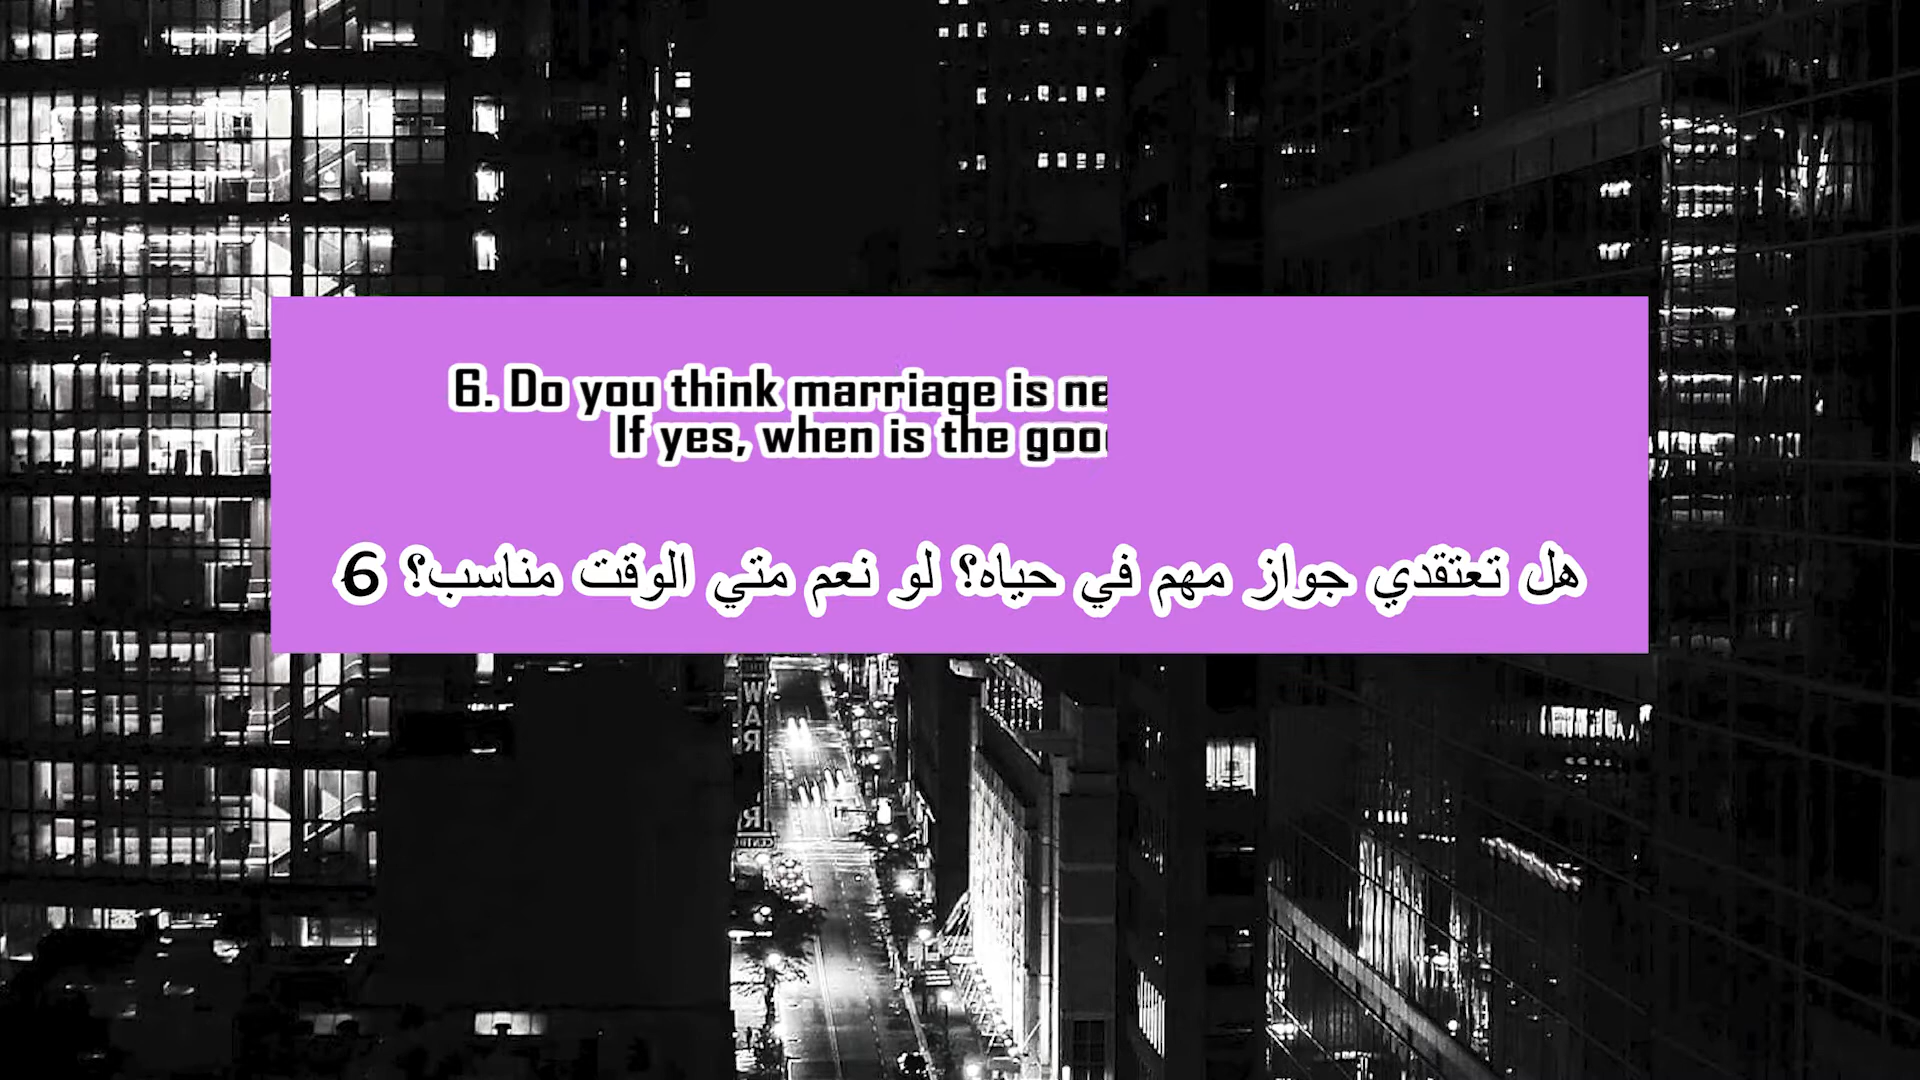 6. Do you think marriage is ne
If yes, when is the goo
هل تعتقدي جواز مهم في حياه؟ لو نعم متي الوقت مناسب؟ 6
WAR